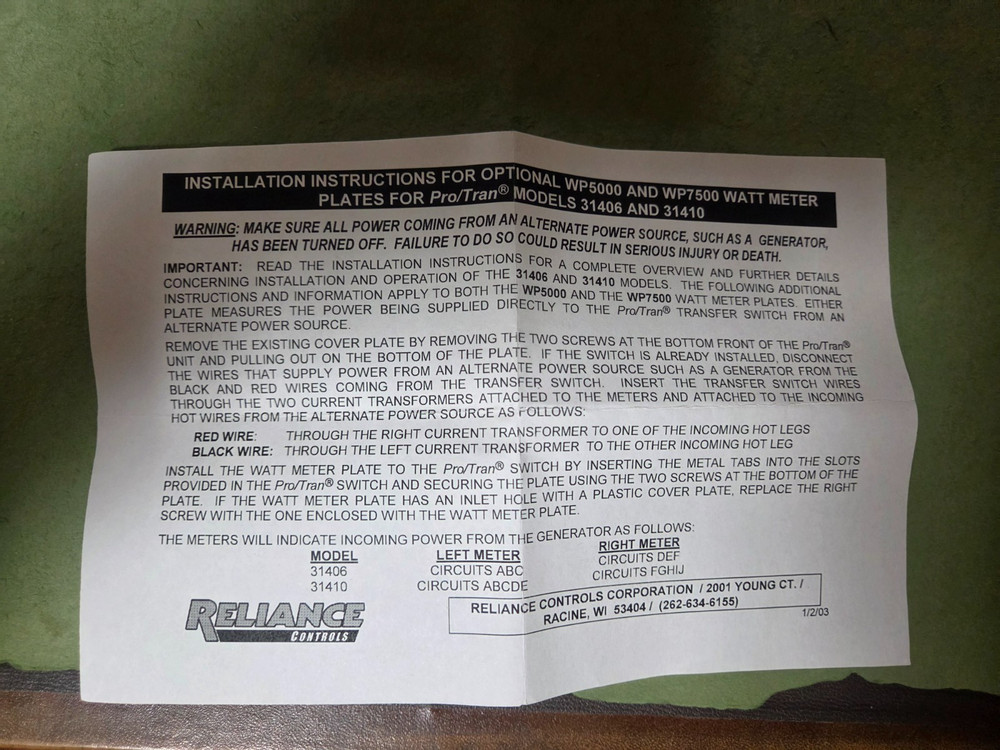 INSTALLATION INSTRUCTIONS FOR OPTIONAL WP5000 AND WP7500 WATT METER
PLATES FOR Pro/Tran® MODELS 31406 AND 31410
WARNING: MAKE SURE ALL POWER COMING FROM AN ALTERNATE POWER SOURCE, SUCH AS A GENERATOR,
HAS BEEN TURNED OFF. FAILURE TO DO SO COULD RESULT IN SERIOUS INJURY OR DEATH.
IMPORTANT: READ THE INSTALLATION INSTRUCTIONS FOR A COMPLETE OVERVIEW AND FURTHER DETAILS
CONCERNING INSTALLATION AND OPERATION OF THE 31406 AND 31410 MODELS. THE FOLLOWING ADDITIONAL
INSTRUCTIONS AND INFORMATION APPLY TO BOTH THE WP5000 AND THE WP7500 WATT METER PLATES. EITHER
PLATE MEASURES THE POWER BEING SUPPLIED DIRECTLY TO THE Pro/Tran® TRANSFER SWITCH FROM AN
ALTERNATE POWER SOURCE.
REMOVE THE EXISTING COVER PLATE BY REMOVING THE TWO SCREWS AT THE BOTTOM FRONT OF THE Pro/Tran®
UNIT AND PULLING OUT ON THE BOTTOM OF THE PLATE. IF THE SWITCH IS ALREADY INSTALLED, DISCONNECT
THE WIRES THAT SUPPLY POWER FROM AN ALTERNATE POWER SOURCE SUCH AS A GENERATOR FROM THE
BLACK AND RED WIRES COMING FROM THE TRANSFER SWITCH. INSERT THE TRANSFER SWITCH WIRES
THROUGH THE TWO CURRENT TRANSFORMERS ATTACHED TO THE METERS AND ATTACHED TO THE INCOMING
HOT WIRES FROM THE ALTERNATE POWER SOURCE AS FOLLOWS:
RED WIRE: THROUGH THE RIGHT CURRENT TRANSFORMER TO ONE OF THE INCOMING HOT LEGS
BLACK WIRE: THROUGH THE LEFT CURRENT TRANSFORMER TO THE OTHER INCOMING HOT LEG
INSTALL THE WATT METER PLATE TO THE Pro/Tran® SWITCH BY INSERTING THE METAL TABS INTO THE SLOTS
PROVIDED IN THE Pro/Tran® SWITCH AND SECURING THE PLATE USING THE TWO SCREWS AT THE BOTTOM OF THE
PLATE. IF THE WATT METER PLATE HAS AN INLET HOLE WITH A PLASTIC COVER PLATE, REPLACE THE RIGHT
SCREW WITH THE ONE ENCLOSED WITH THE WATT METER PLATE.
THE METERS WILL INDICATE INCOMING POWER FROM THE GENERATOR AS FOLLOWS:
MODEL LEFT METER RIGHT METER
31406 CIRCUITS ABC CIRCUITS DEF
31410 CIRCUITS ABCDE CIRCUITS FGHIJ
RELIANCE
CONTROLS
RELIANCE CONTROLS CORPORATION / 2001 YOUNG CT. /
RACINE, WI 53404 / (262-634-6155)
1/2/03